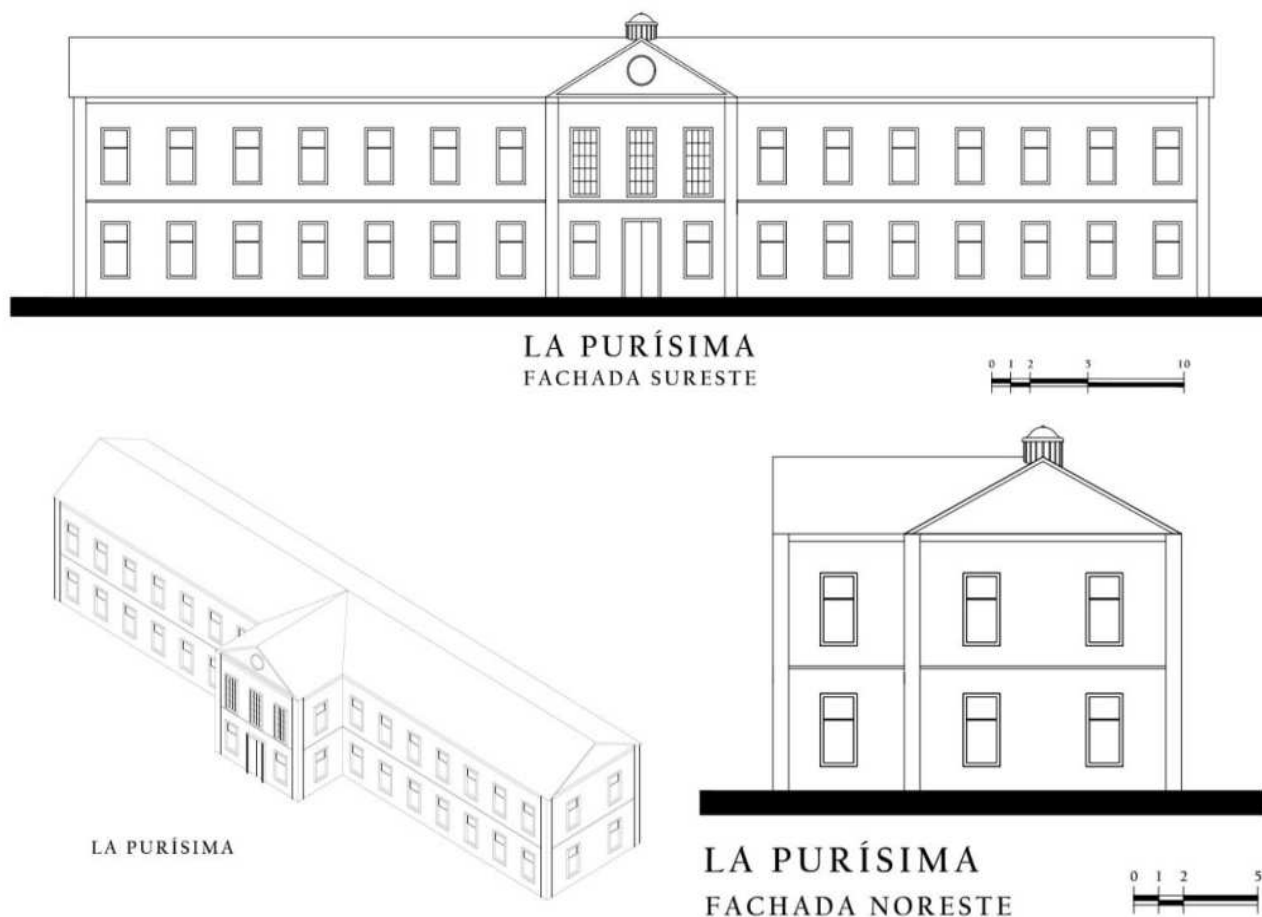 LA PURÍSIMA
FACHADA SURESTE
0 1 2 5 10
LA PURÍSIMA
LA PURÍSIMA
FACHADA NORESTE
0 1 2 5